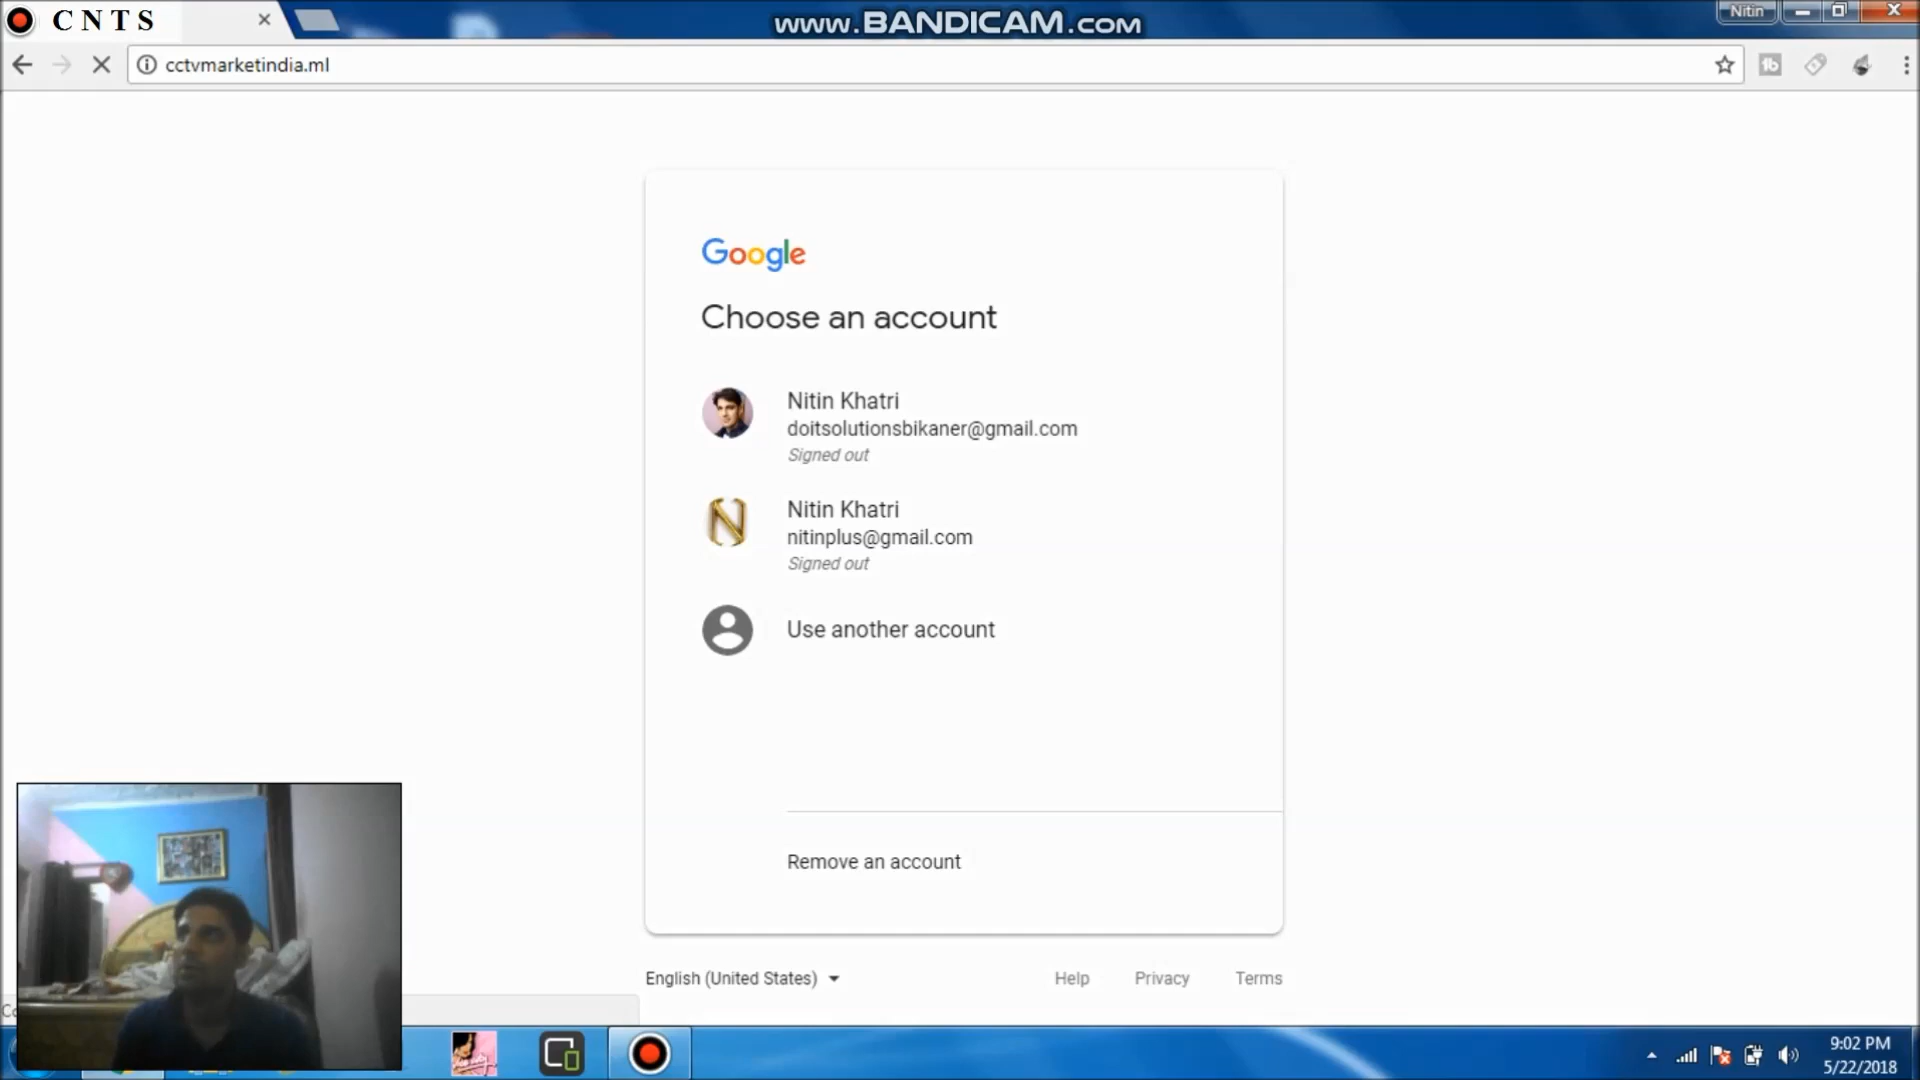 CNTS
www.BANDICAM.com
Nitin
cctvmarketindia.ml
Google
Choose an account
Nitin Khatri
doitsolutionsbikaner@gmail.com
Signed out
Nitin Khatri
nitinplus@gmail.com
Signed out
Use another account
Remove an account
English (United States)
Help
Privacy
Terms
9:02 PM
5/22/2018